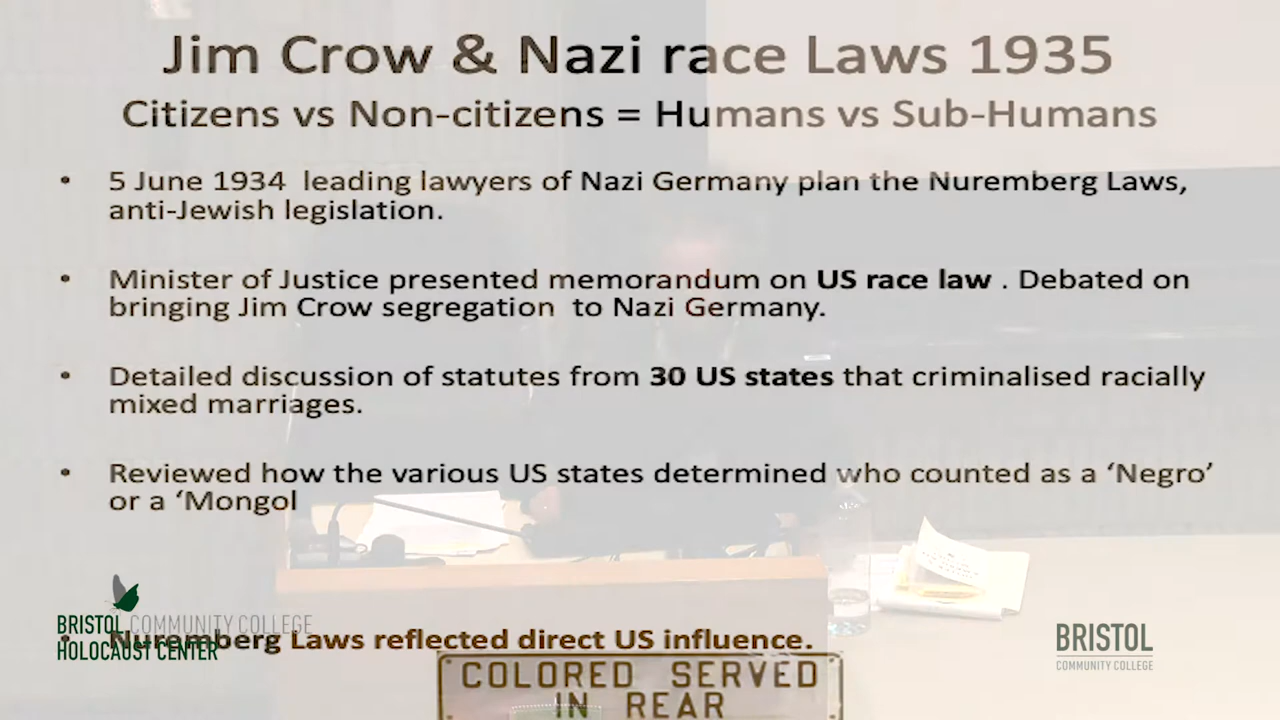 Jim Crow & Nazi race Laws 1935
Citizens vs Non-citizens = Humans vs Sub-Humans
• 5 June 1934 leading lawyers of Nazi Germany plan the Nuremberg Laws,
anti-Jewish legislation.
• Minister of Justice presented memorandum on US race law . Debated on
bringing Jim Crow segregation to Nazi Germany.
• Detailed discussion of statutes from 30 US states that criminalised racially
mixed marriages.
• Reviewed how the various US states determined who counted as a ‘Negro’
or a ‘Mongol
• Nuremberg Laws reflected direct US influence.
BRISTOL COMMUNITY COLLEGE
HOLOCAUST CENTER
BRISTOL
COMMUNITY COLLEGE
COLORED SERVED
IN REAR